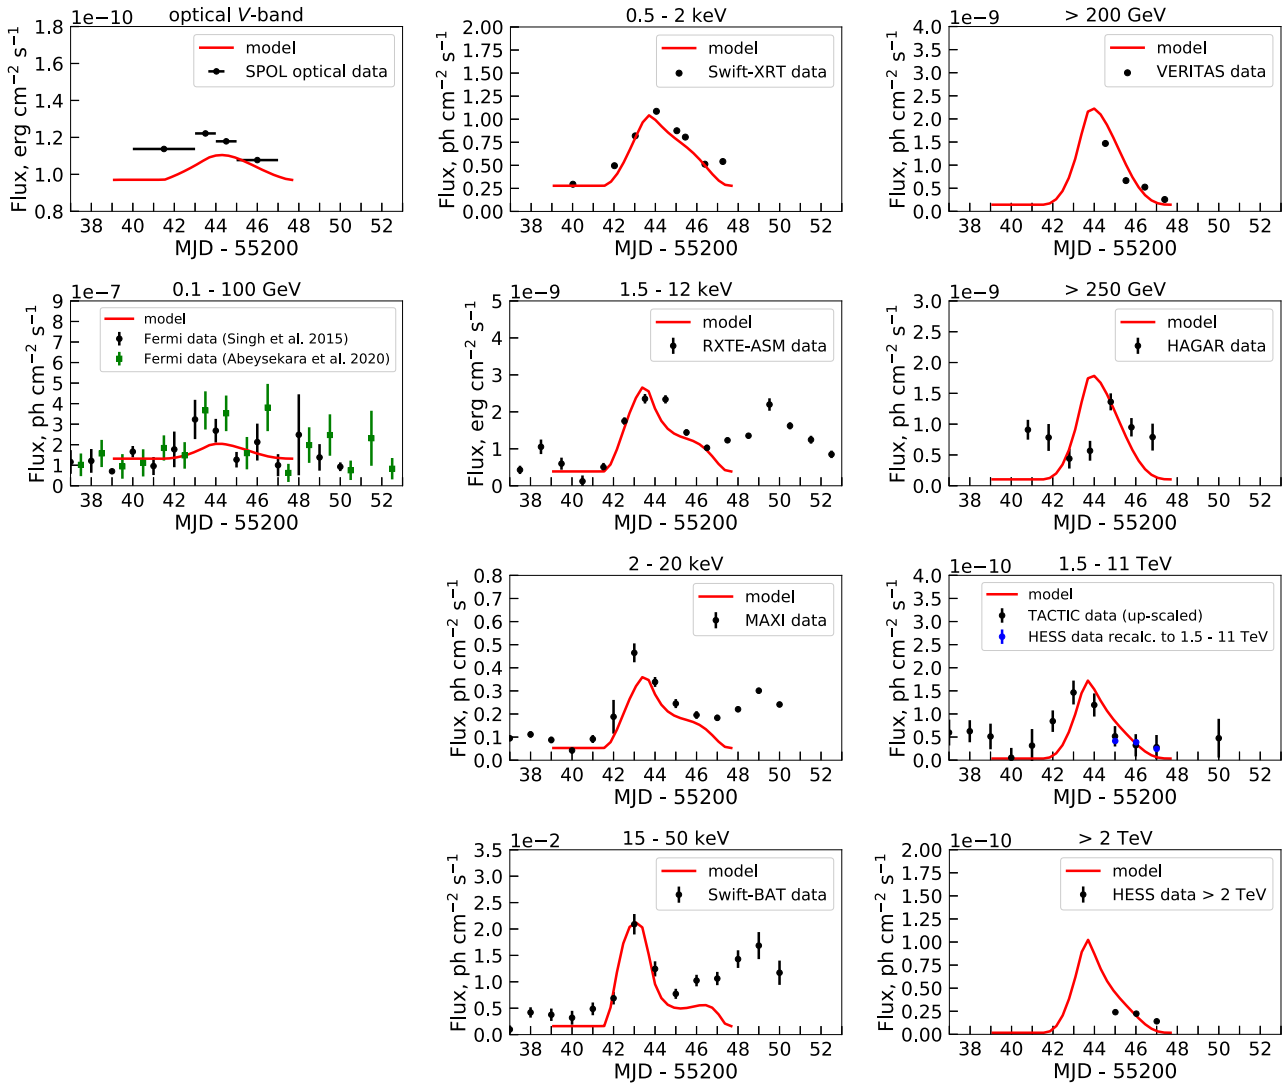 optical V-band
1e−10
Flux, erg cm−2 s−1
1.8
1.6
1.4
1.2
1.0
0.8
model
SPOL optical data
38 40 42 44 46 48 50 52
MJD - 55200
0.5 - 2 keV
Flux, ph cm−2 s−1
2.00
1.75
1.50
1.25
1.00
0.75
0.50
0.25
0.00
model
Swift-XRT data
38 40 42 44 46 48 50 52
MJD - 55200
> 200 GeV
1e−9
Flux, ph cm−2 s−1
4.0
3.5
3.0
2.5
2.0
1.5
1.0
0.5
0.0
model
VERITAS data
38 40 42 44 46 48 50 52
MJD - 55200
0.1 - 100 GeV
1e−7
Flux, ph cm−2 s−1
9
8
7
6
5
4
3
2
1
0
model
Fermi data (Singh et al. 2015)
Fermi data (Abeysekara et al. 2020)
38 40 42 44 46 48 50 52
MJD - 55200
1.5 - 12 keV
1e−9
Flux, erg cm−2 s−1
5
4
3
2
1
0
model
RXTE-ASM data
38 40 42 44 46 48 50 52
MJD - 55200
> 250 GeV
1e−9
Flux, ph cm−2 s−1
3.0
2.5
2.0
1.5
1.0
0.5
0.0
model
HAGAR data
38 40 42 44 46 48 50 52
MJD - 55200
2 - 20 keV
Flux, ph cm−2 s−1
0.8
0.7
0.6
0.5
0.4
0.3
0.2
0.1
0.0
model
MAXI data
38 40 42 44 46 48 50 52
MJD - 55200
1.5 - 11 TeV
1e−10
Flux, ph cm−2 s−1
4.0
3.5
3.0
2.5
2.0
1.5
1.0
0.5
0.0
model
TACTIC data (up-scaled)
HESS data recalc. to 1.5 - 11 TeV
38 40 42 44 46 48 50 52
MJD - 55200
15 - 50 keV
1e−2
Flux, ph cm−2 s−1
3.5
3.0
2.5
2.0
1.5
1.0
0.5
0.0
model
Swift-BAT data
38 40 42 44 46 48 50 52
MJD - 55200
> 2 TeV
1e−10
Flux, ph cm−2 s−1
2.00
1.75
1.50
1.25
1.00
0.75
0.50
0.25
0.00
model
HESS data > 2 TeV
38 40 42 44 46 48 50 52
MJD - 55200